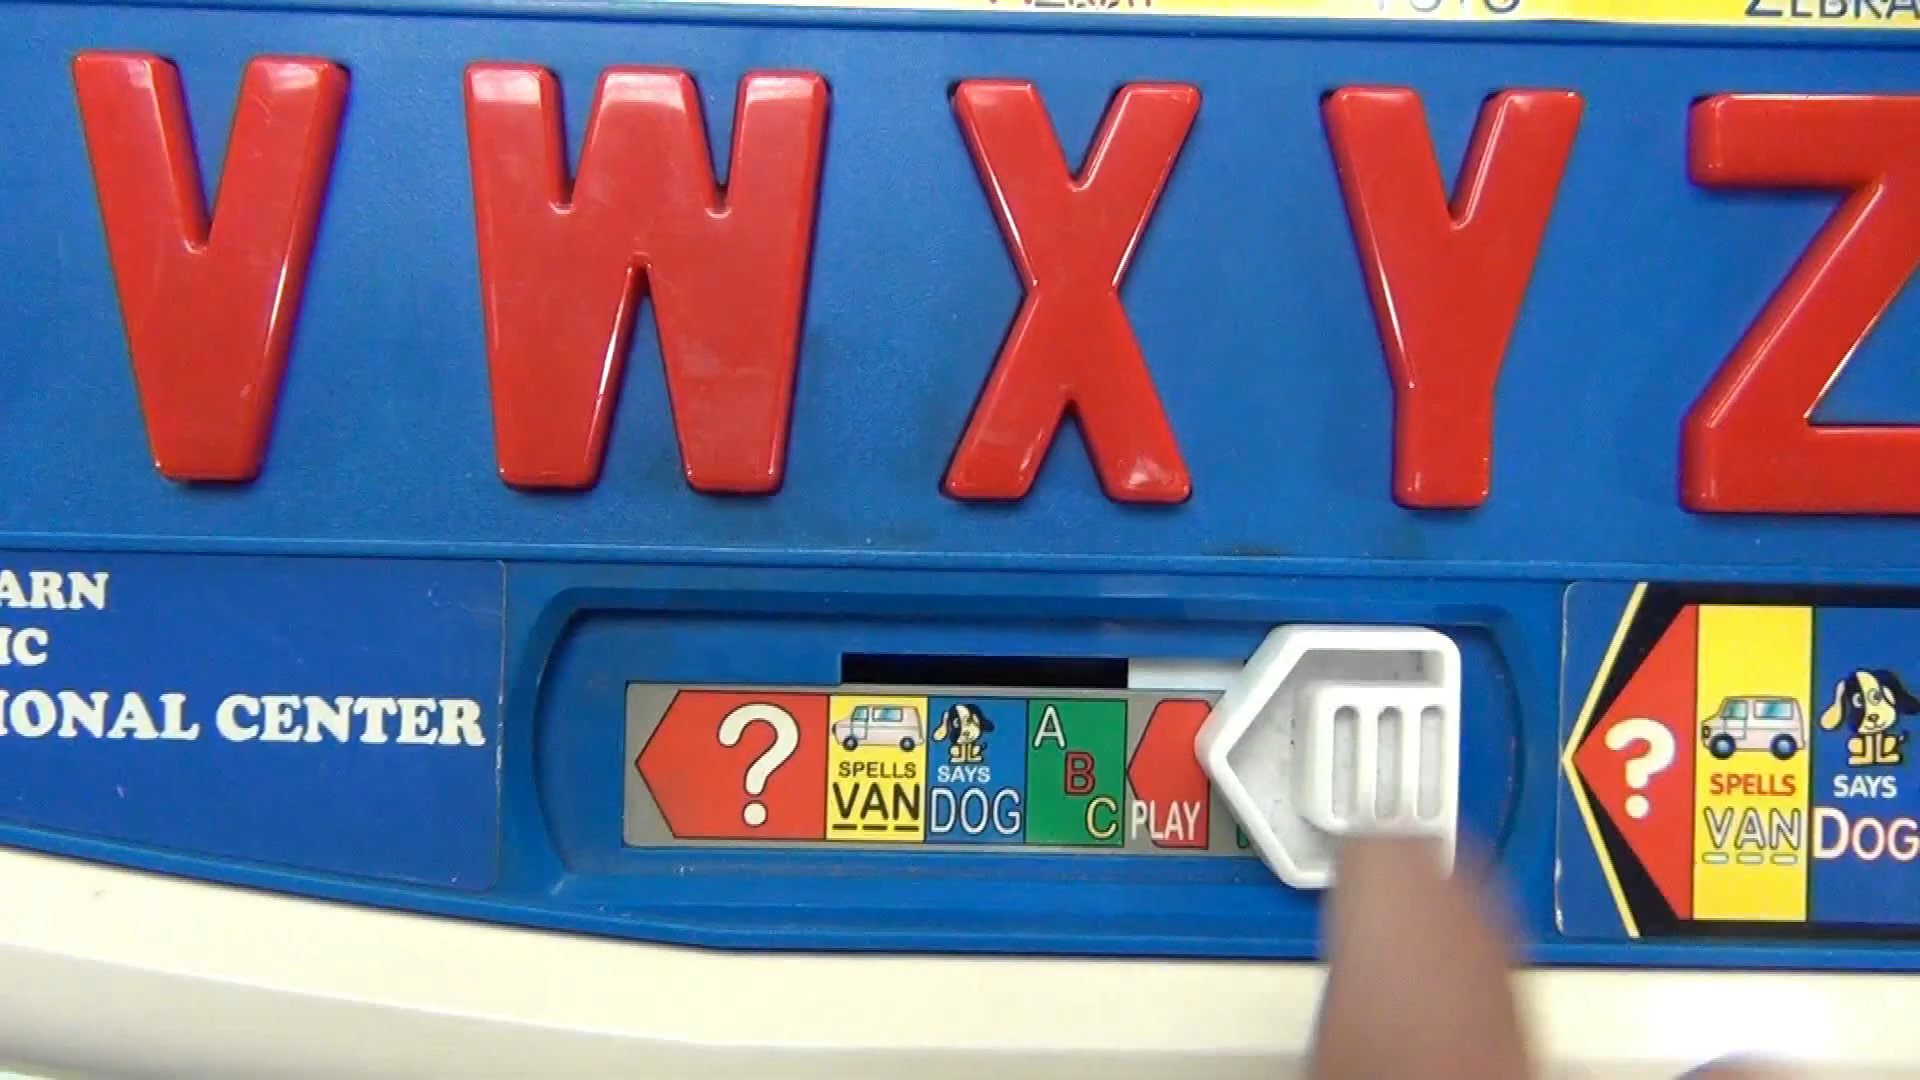 V W X Y Z
ARN
IC
IONAL CENTER
? SPELLS VAN SAYS DOG A B C PLAY
? SPELLS VAN SAYS DOG